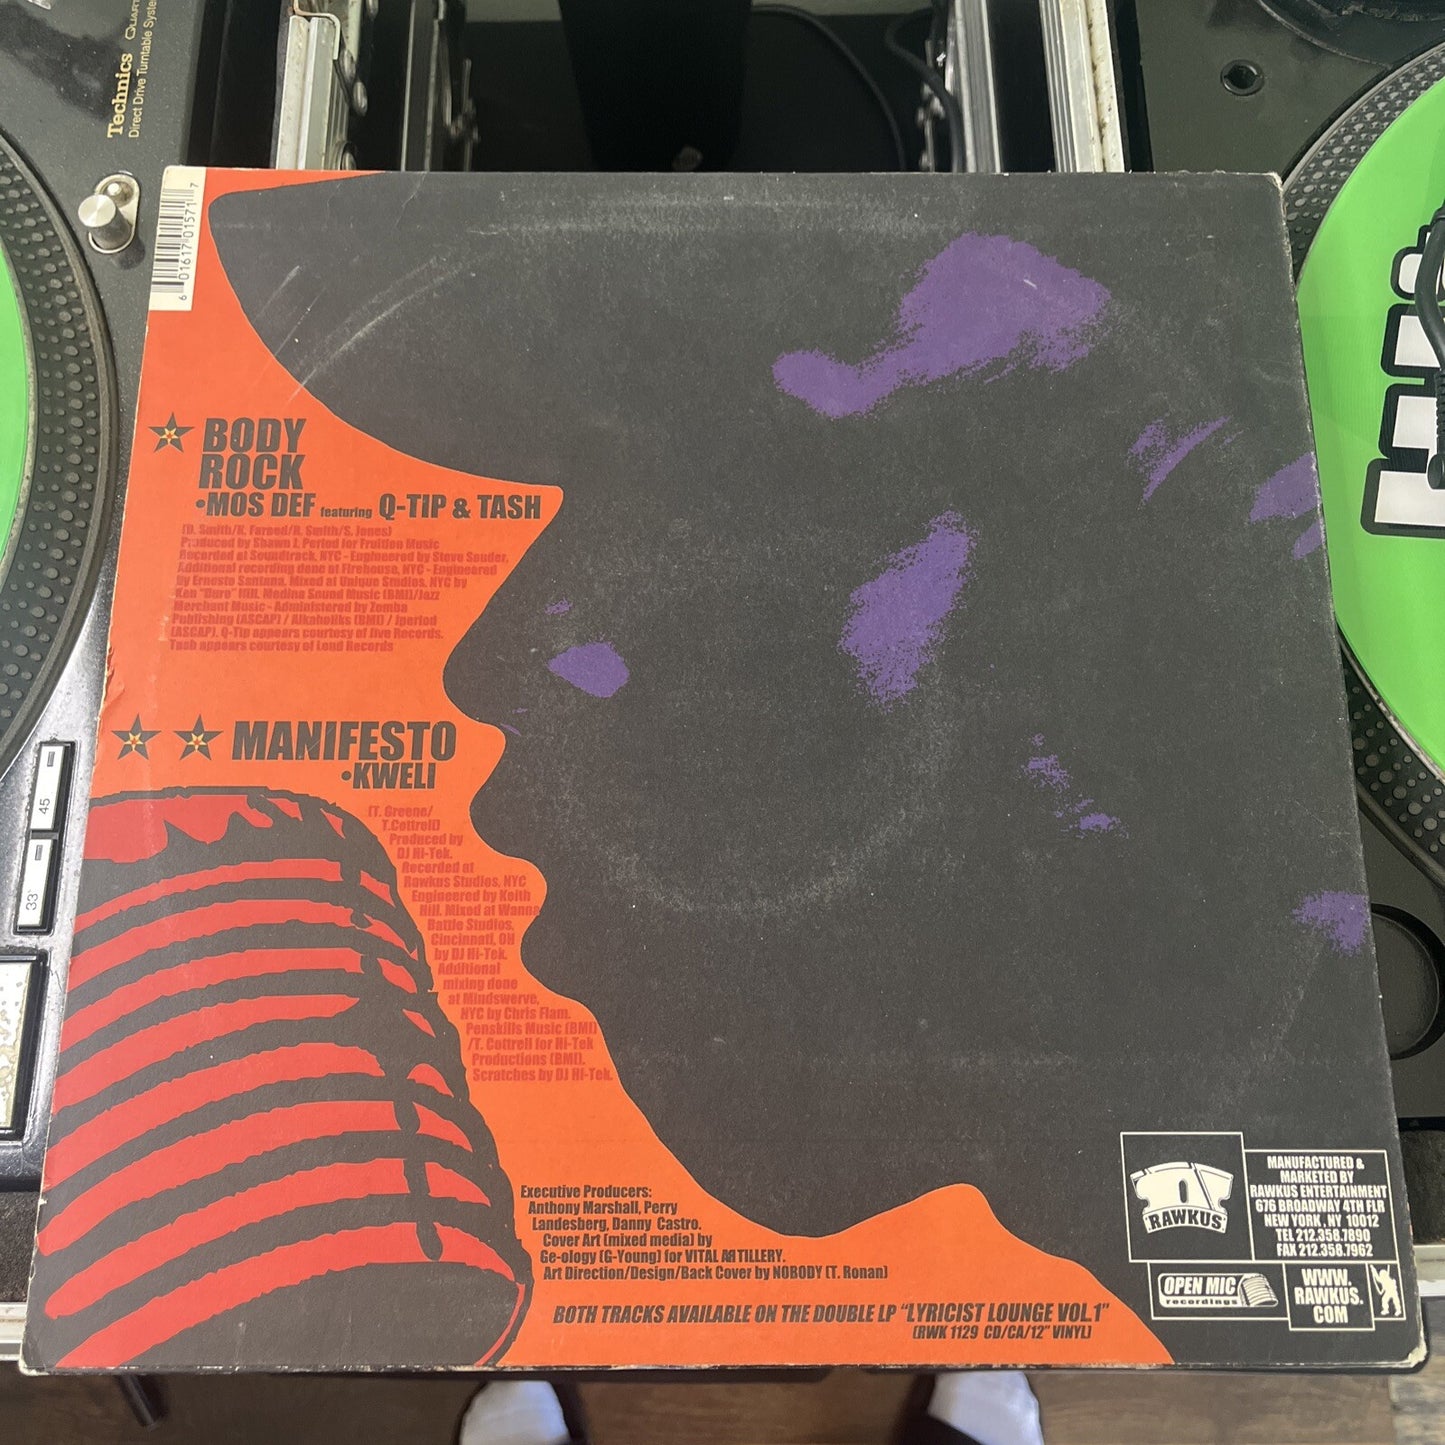 Technics
Direct Drive Turntable System
6 01617 01571 7
BODY
ROCK
•MOS DEF featuring Q-TIP & TASH
(D. Smith/K. Fareed/R. Smith/S. Jones)
Produced by Shawn J. Period for Fruition Music
Recorded at Soundtrack, NYC - Engineered by Steve Souder,
Additional recording done at Firehouse, NYC - Engineered
by Ernesto Santana. Mixed at Unique Studios, NYC by
Ken "Duro" Ifill. Medina Sound Music (BMI)/Jazz
Merchant Music - Administered by Zomba
Publishing (ASCAP) / Alkaholiks (BMI) / Jperiod
(ASCAP). Q-Tip appears courtesy of Jive Records.
Tash appears courtesy of Loud Records
MANIFESTO
•KWELI
(T. Greene/
T.Cottrell)
Produced by
DJ Hi-Tek.
Recorded at
Rawkus Studios, NYC
Engineered by Keith
Hill. Mixed at Wanna
Battle Studios,
Cincinnati, OH
by DJ Hi-Tek.
Additional
mixing done
at Mindswerve,
NYC by Chris Flam.
Penskills Music (BMI)
/T. Cottrell for Hi-Tek
Productions (BMI).
Scratches by DJ Hi-Tek.
45
33
Executive Producers:
Anthony Marshall, Perry
Landesberg, Danny Castro.
Cover Art (mixed media) by
Ge-ology (G-Young) for VITAL ARTILLERY.
Art Direction/Design/Back Cover by NOBODY (T. Ronan)
BOTH TRACKS AVAILABLE ON THE DOUBLE LP "LYRICIST LOUNGE VOL.1"
(RWK 1129 CD/CA/12" VINYL)
RAWKUS
MANUFACTURED &
MARKETED BY
RAWKUS ENTERTAINMENT
676 BROADWAY 4TH FLR
NEW YORK , NY 10012
TEL 212.358.7890
FAX 212.358.7962
OPEN MIC
recordings
WWW.
RAWKUS.
COM